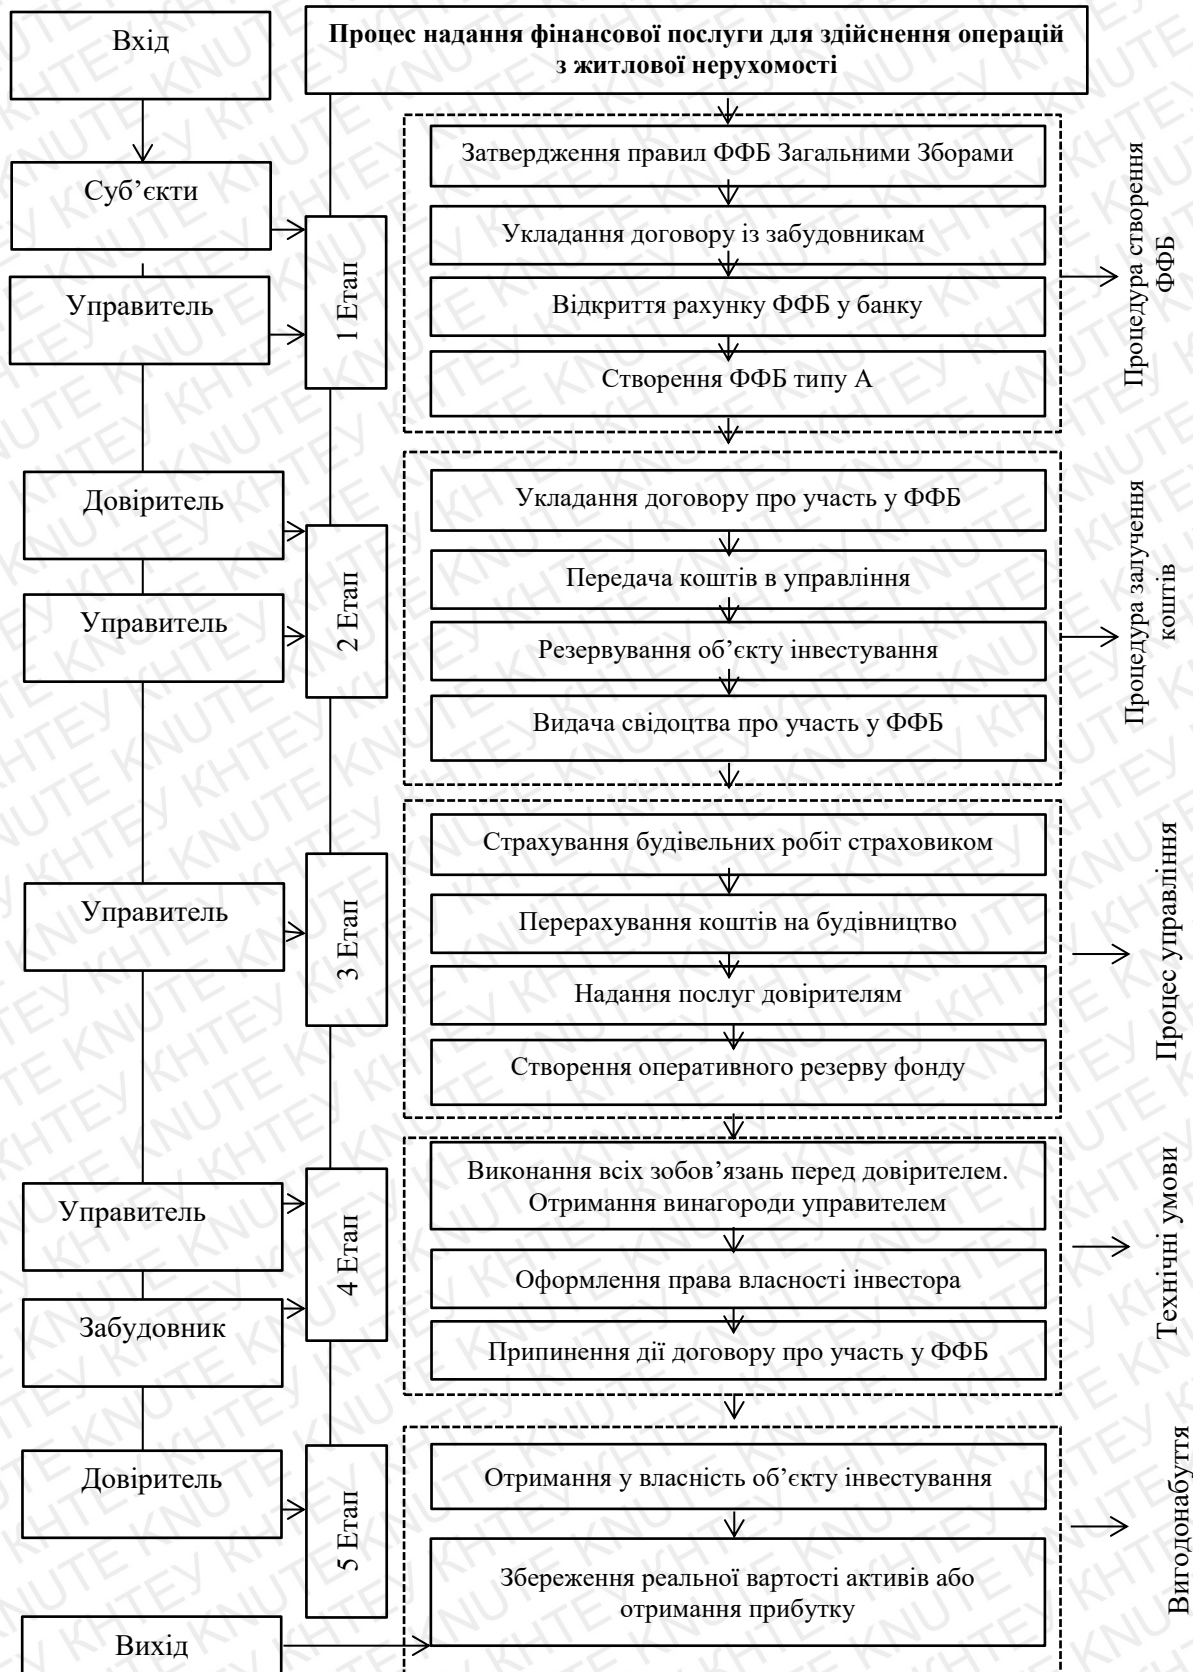 Вхід
Процес надання фінансової послуги для здійснення операцій
з житлової нерухомості
Суб’єкти
Управитель
1 Етап
Затвердження правил ФФБ Загальними Зборами
Укладання договору із забудовникам
Відкриття рахунку ФФБ у банку
Створення ФФБ типу А
Процедура створення
ФФБ
Довіритель
Управитель
2 Етап
Укладання договору про участь у ФФБ
Передача коштів в управління
Резервування об’єкту інвестування
Видача свідоцтва про участь у ФФБ
Процедура залучення
коштів
Управитель
3 Етап
Страхування будівельних робіт страховиком
Перерахування коштів на будівництво
Надання послуг довірителям
Створення оперативного резерву фонду
Процес управління
Управитель
Забудовник
4 Етап
Виконання всіх зобов’язань перед довірителем.
Отримання винагороди управителем
Оформлення права власності інвестора
Припинення дії договору про участь у ФФБ
Технічні умови
Довіритель
5 Етап
Отримання у власність об’єкту інвестування
Збереження реальної вартості активів або
отримання прибутку
Вигодонабуття
Вихід
KNUTE КНТЕУ